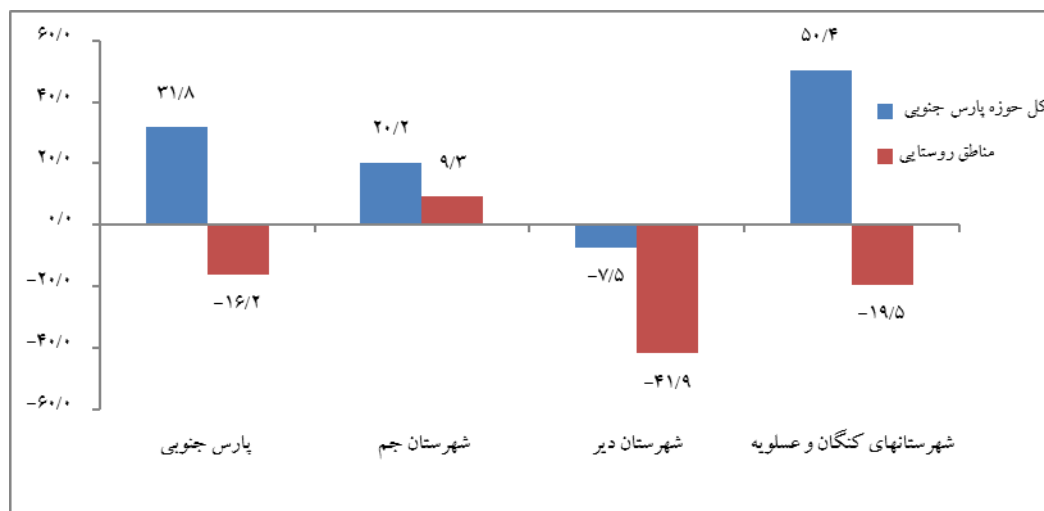 ۶۰/۰
۴۰/۰
۲۰/۰
۰/۰
−۲۰/۰
−۴۰/۰
−۶۰/۰
۳۱/۸
−۱۶/۲
۲۰/۲
۹/۳
−۷/۵
−۴۱/۹
۵۰/۴
−۱۹/۵
کل حوزه پارس جنوبی
مناطق روستایی
پارس جنوبی
شهرستان جم
شهرستان دیر
شهرستانهای کنگان و عسلویه